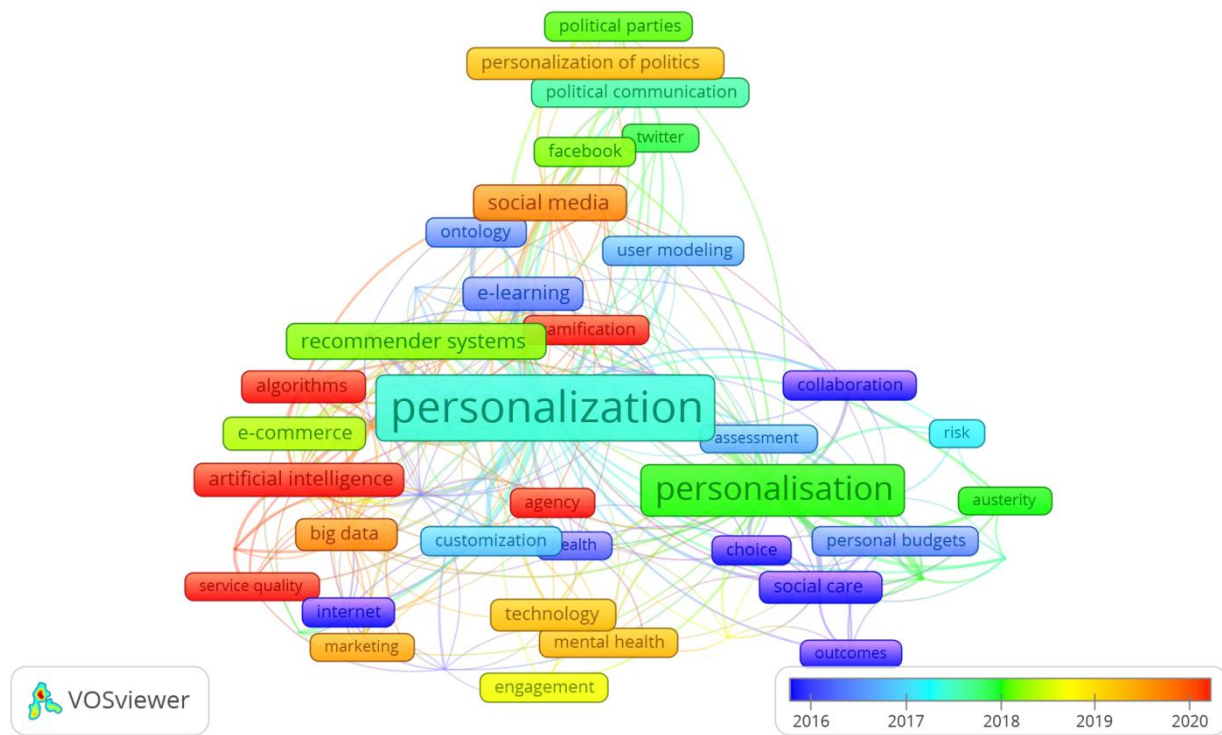 political parties
personalization of politics
political communication
twitter
facebook
social media
ontology
user modeling
e-learning
recommender systems
gamification
algorithms
collaboration
personalization
e-commerce
assessment
risk
artificial intelligence
personalisation
agency
austerity
big data
customization
health
choice
personal budgets
service quality
social care
internet
technology
marketing
mental health
outcomes
engagement
VOSviewer
2016 2017 2018 2019 2020